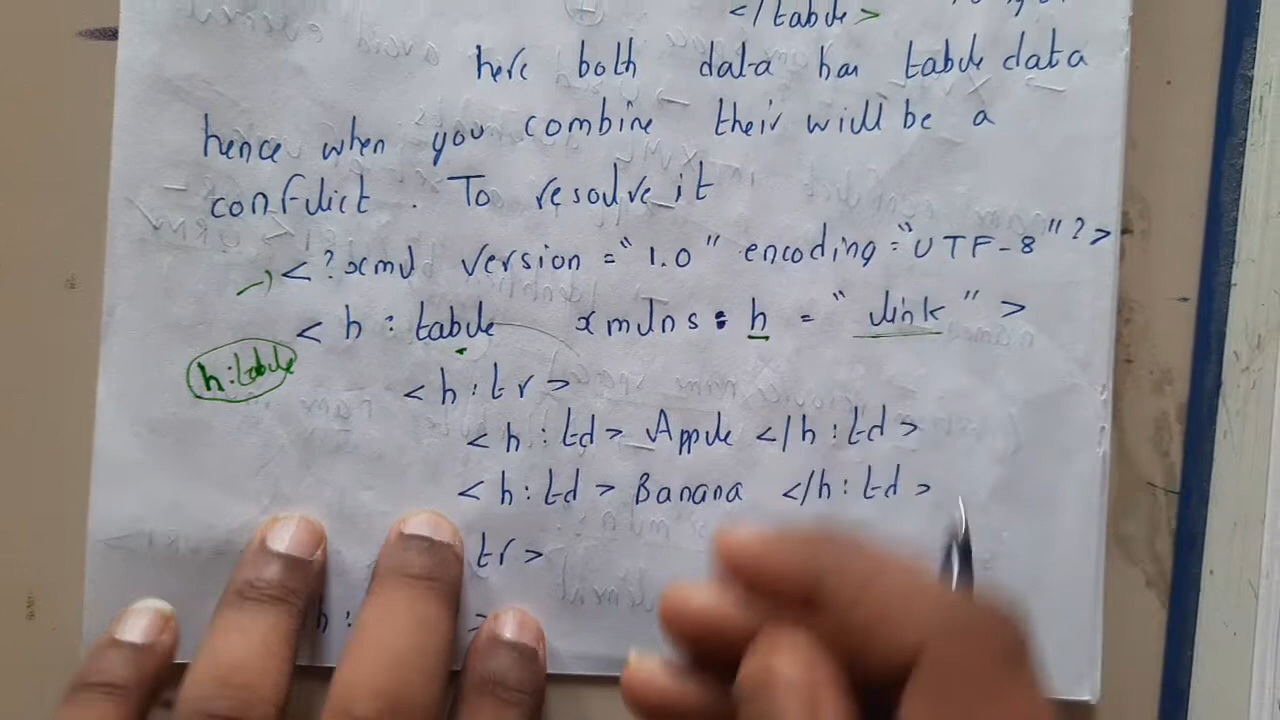 </table>
here both data has table data
hence when you combine their will be a
conflict . To resolve it
<?xml version = "1.0" encoding = "UTF-8"?>
<h:table xmlns:h = "link">
h:table
<h:tr>
<h:td> Apple </h:td>
<h:td> Banana </h:td>
tr>
h: